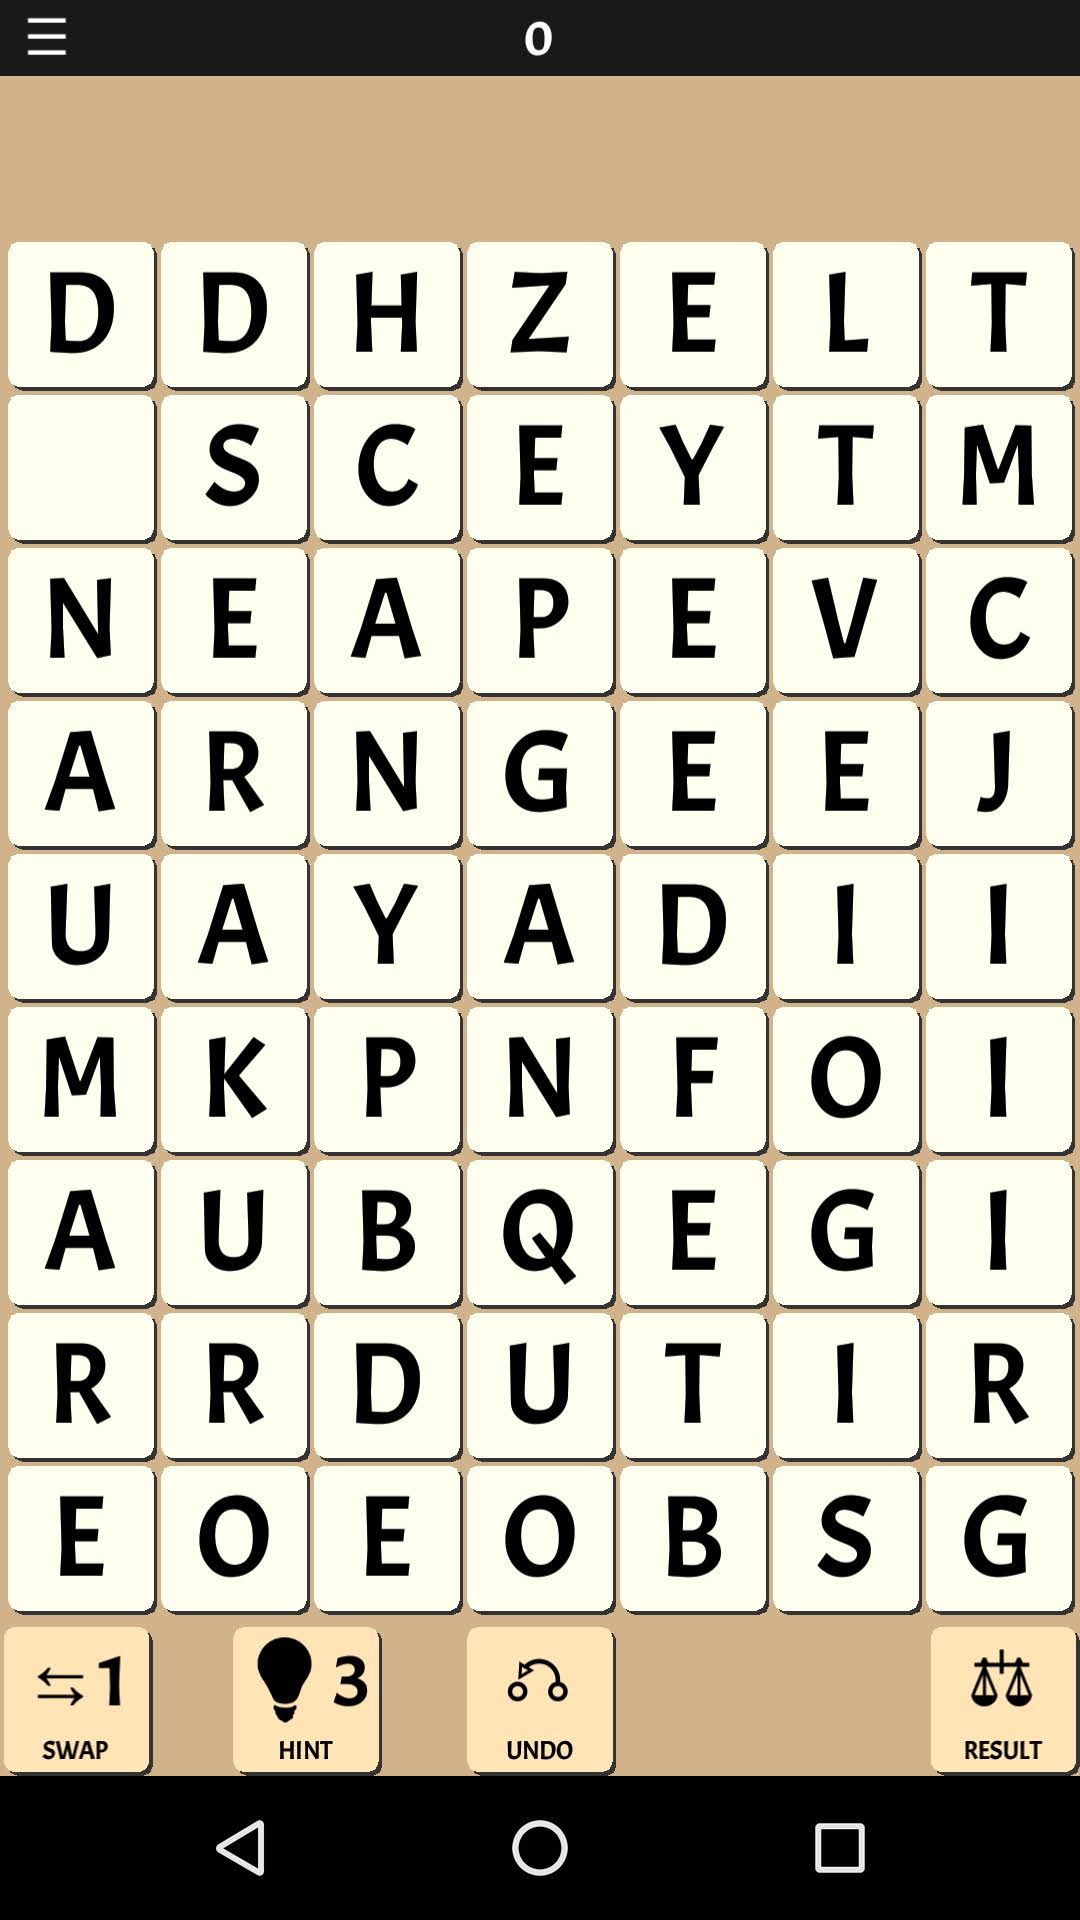 0
D D H Z E L T
S C E Y T M
N E A P E V C
A R N G E E J
U A Y A D I I
M K P N F O I
A U B Q E G I
R R D U T I R
E O E O B S G
1 3
SWAP HINT UNDO RESULT